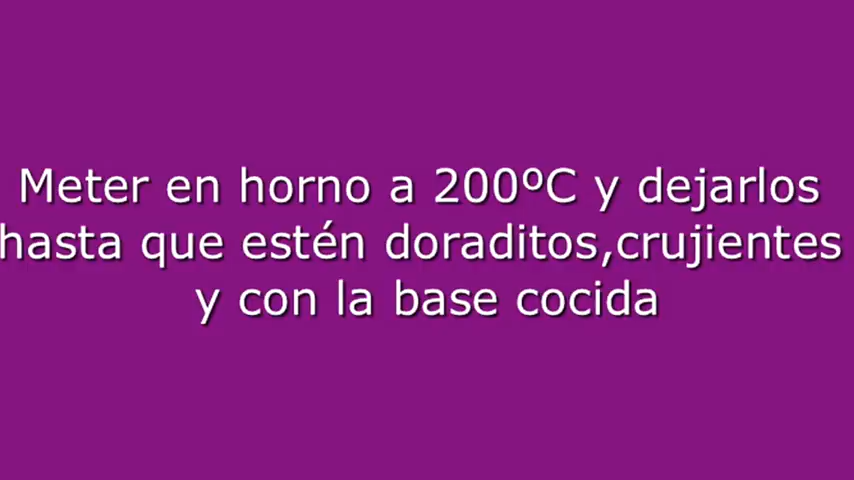 Meter en horno a 200ºC y dejarlos
hasta que estén doraditos,crujientes
y con la base cocida